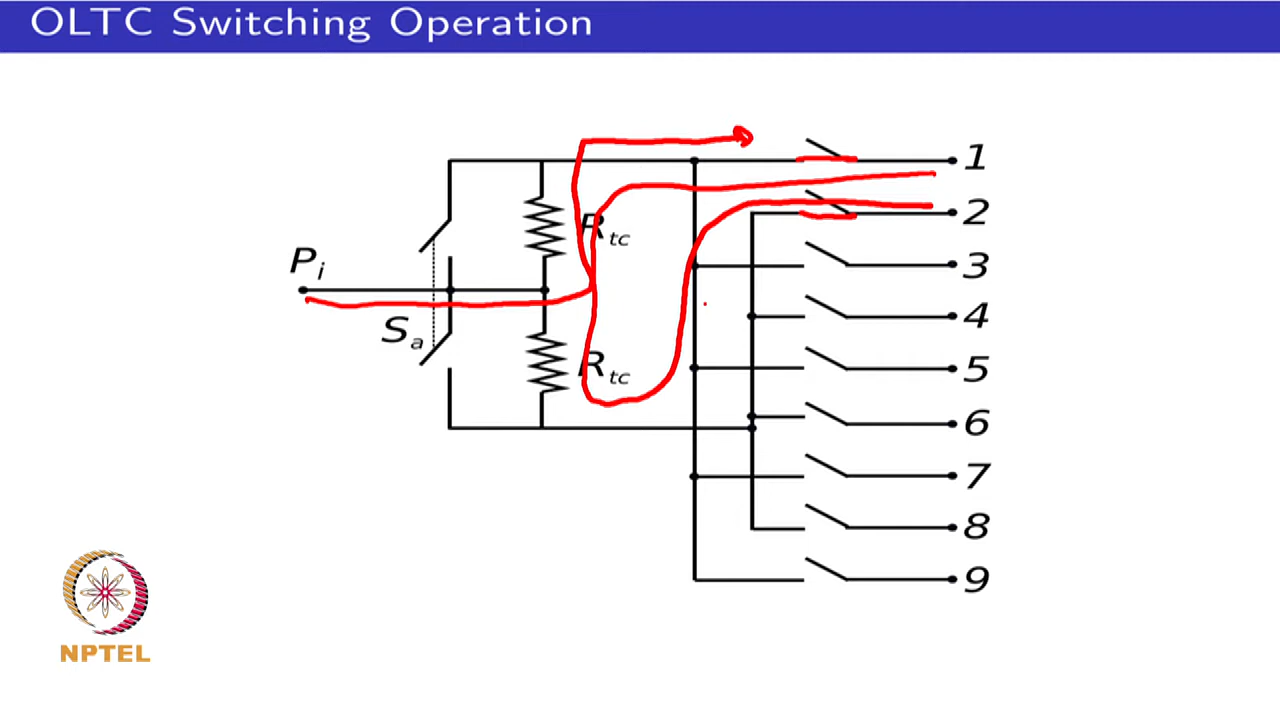 OLTC Switching Operation
1
R_tc
2
P_i
3
S_a
4
R_tc
5
6
7
8
9
NPTEL